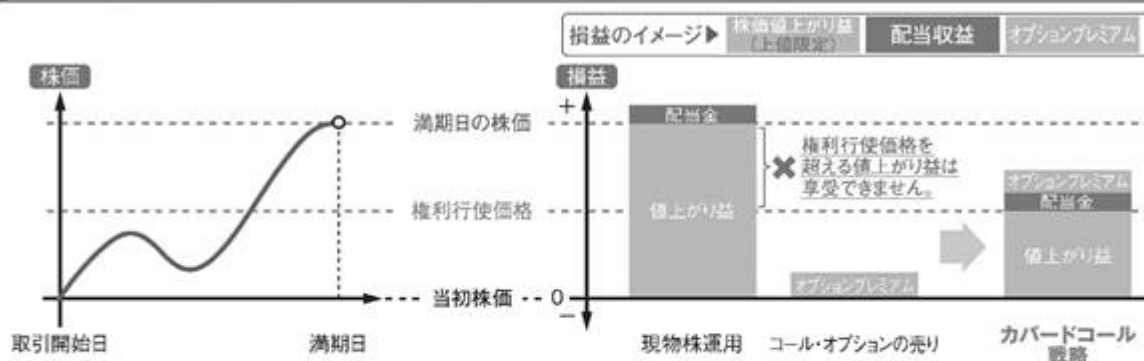 損益のイメージ▶ 株価値上がり益 配当収益 オプションプレミアム
(上値限定)
株価
損益
+
配当金
満期日の株価
権利行使価格を
超える値上がり益は
享受できません。
オプションプレミアム
配当金
権利行使価格
値上がり益
値上がり益
オプションプレミアム
当初株価
0
−
取引開始日
満期日
現物株運用
コール・オプションの売り
カバードコール
戦略